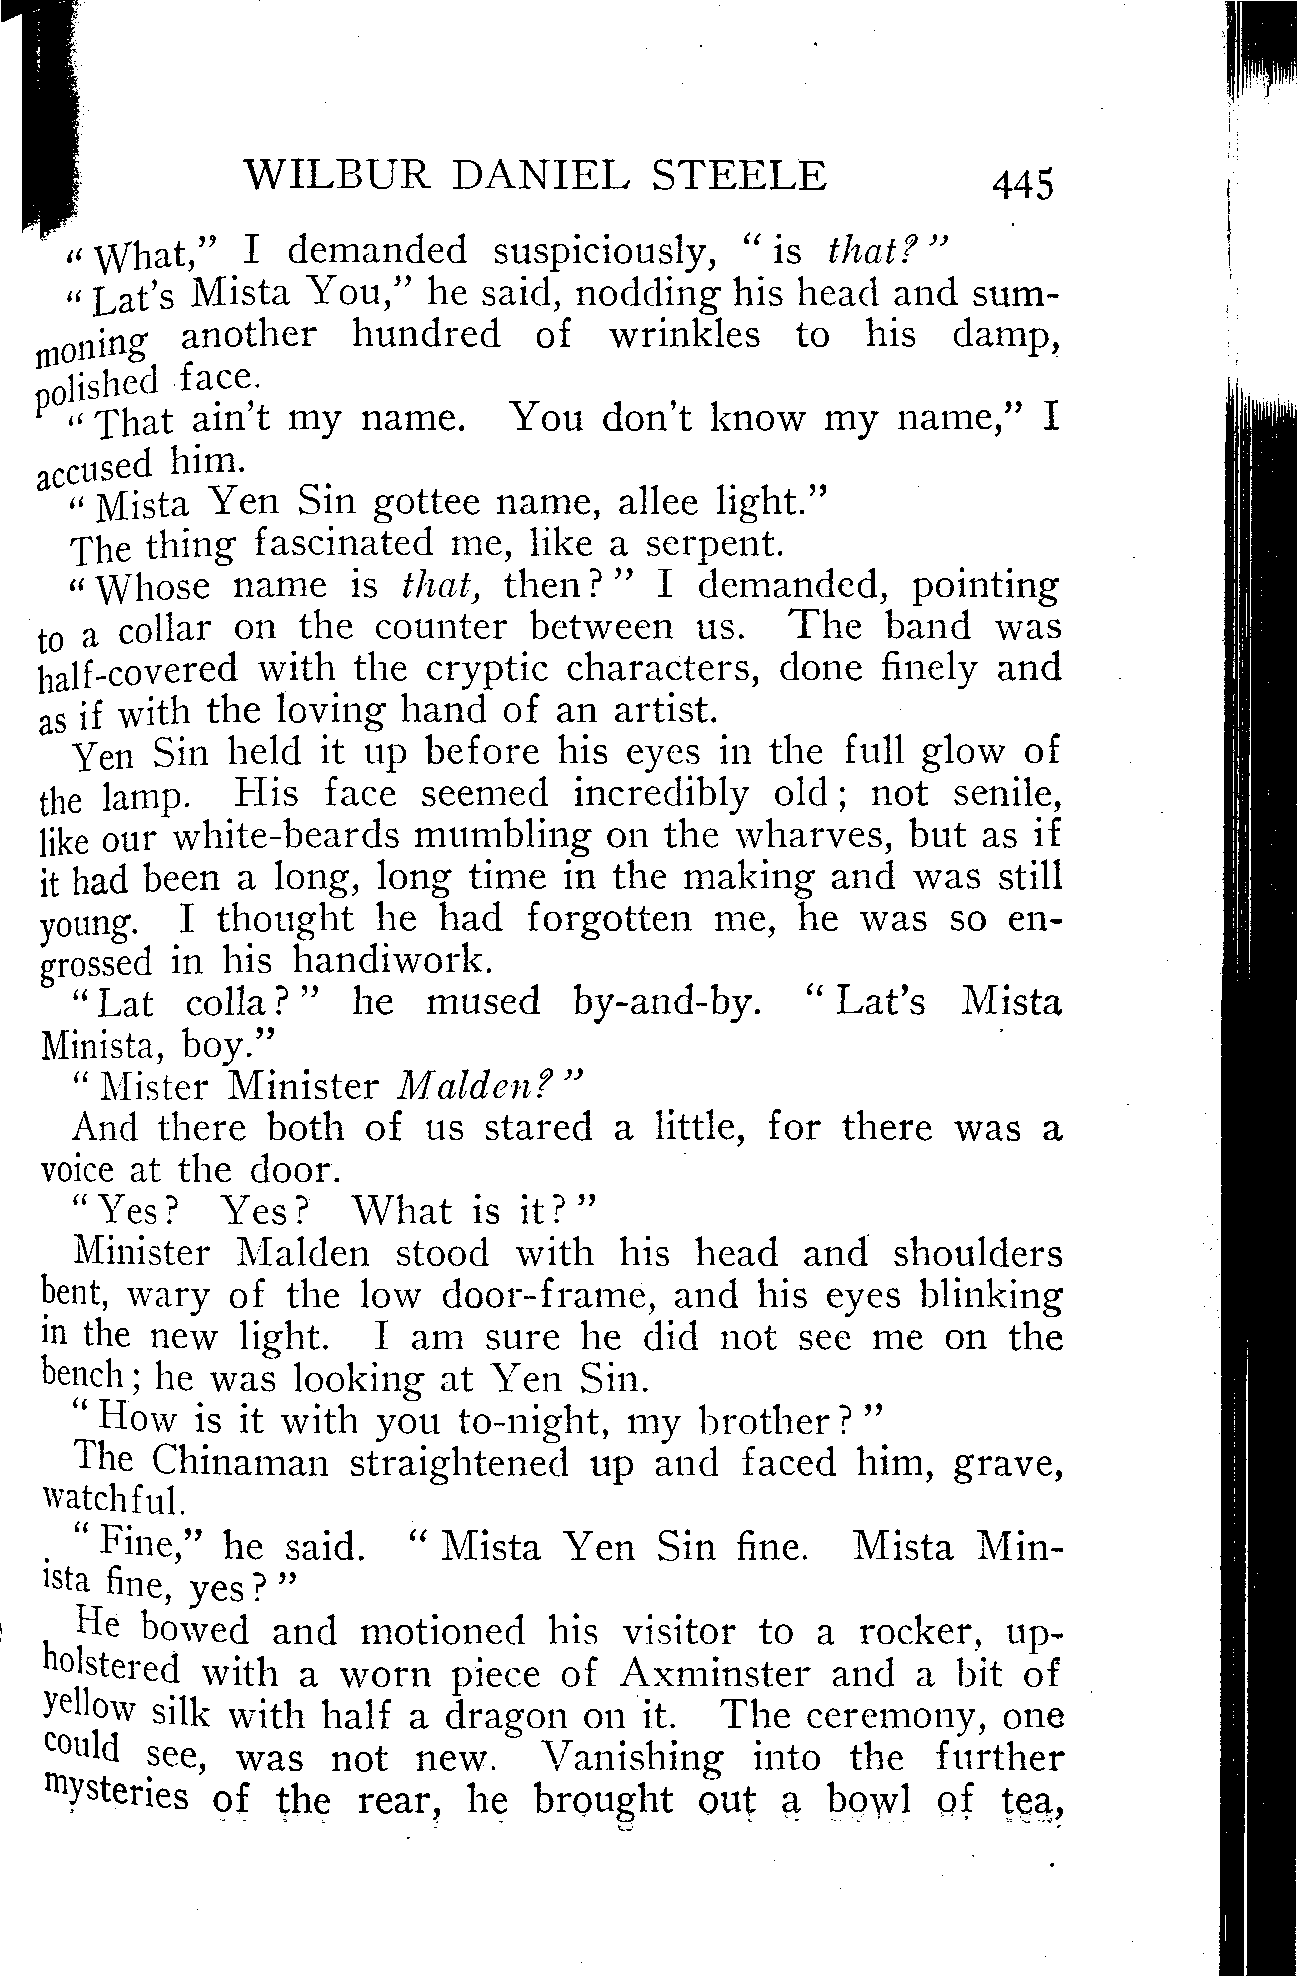 WILBUR DANIEL STEELE 445
“What,” I demanded suspiciously, “is that?”
“Lat’s Mista You,” he said, nodding his head and sum-
moning another hundred of wrinkles to his damp,
polished face.
“That ain’t my name. You don’t know my name,” I
accused him.
“Mista Yen Sin gottee name, allee light.”
The thing fascinated me, like a serpent.
“Whose name is that, then?” I demanded, pointing
to a collar on the counter between us. The band was
half-covered with the cryptic characters, done finely and
as if with the loving hand of an artist.
Yen Sin held it up before his eyes in the full glow of
the lamp. His face seemed incredibly old; not senile,
like our white-beards mumbling on the wharves, but as if
it had been a long, long time in the making and was still
young. I thought he had forgotten me, he was so en-
grossed in his handiwork.
“Lat colla?” he mused by-and-by. “Lat’s Mista
Minista, boy.”
“Mister Minister Malden?”
And there both of us stared a little, for there was a
voice at the door.
“Yes? Yes? What is it?”
Minister Malden stood with his head and shoulders
bent, wary of the low door-frame, and his eyes blinking
in the new light. I am sure he did not see me on the
bench; he was looking at Yen Sin.
“How is it with you to-night, my brother?”
The Chinaman straightened up and faced him, grave,
watchful.
“Fine,” he said. “Mista Yen Sin fine. Mista Min-
ista fine, yes?”
He bowed and motioned his visitor to a rocker, up-
holstered with a worn piece of Axminster and a bit of
yellow silk with half a dragon on it. The ceremony, one
could see, was not new. Vanishing into the further
mysteries of the rear, he brought out a bowl of tea,